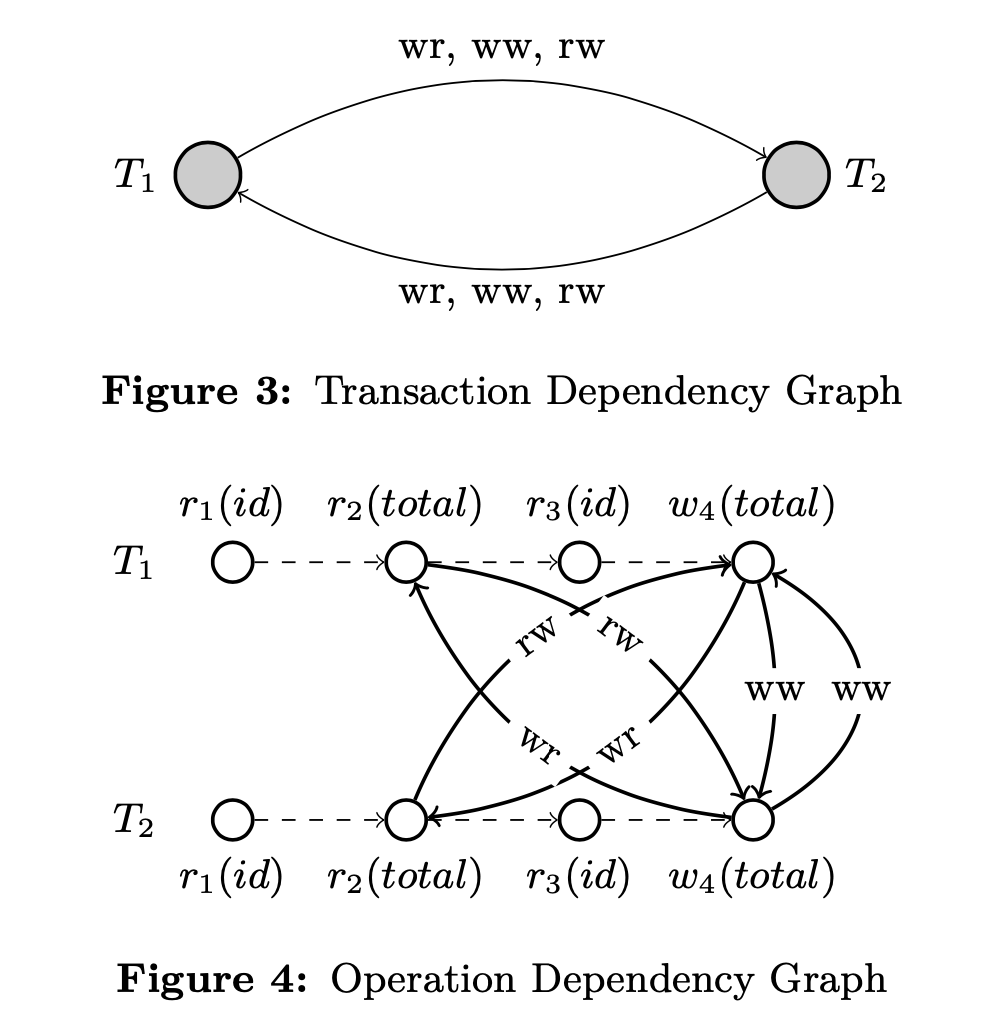 wr, ww, rw
T₁ T₂
wr, ww, rw
Figure 3: Transaction Dependency Graph
r₁(id) r₂(total) r₃(id) w₄(total)
T₁
rw rw
ww ww
wr wr
T₂
r₁(id) r₂(total) r₃(id) w₄(total)
Figure 4: Operation Dependency Graph